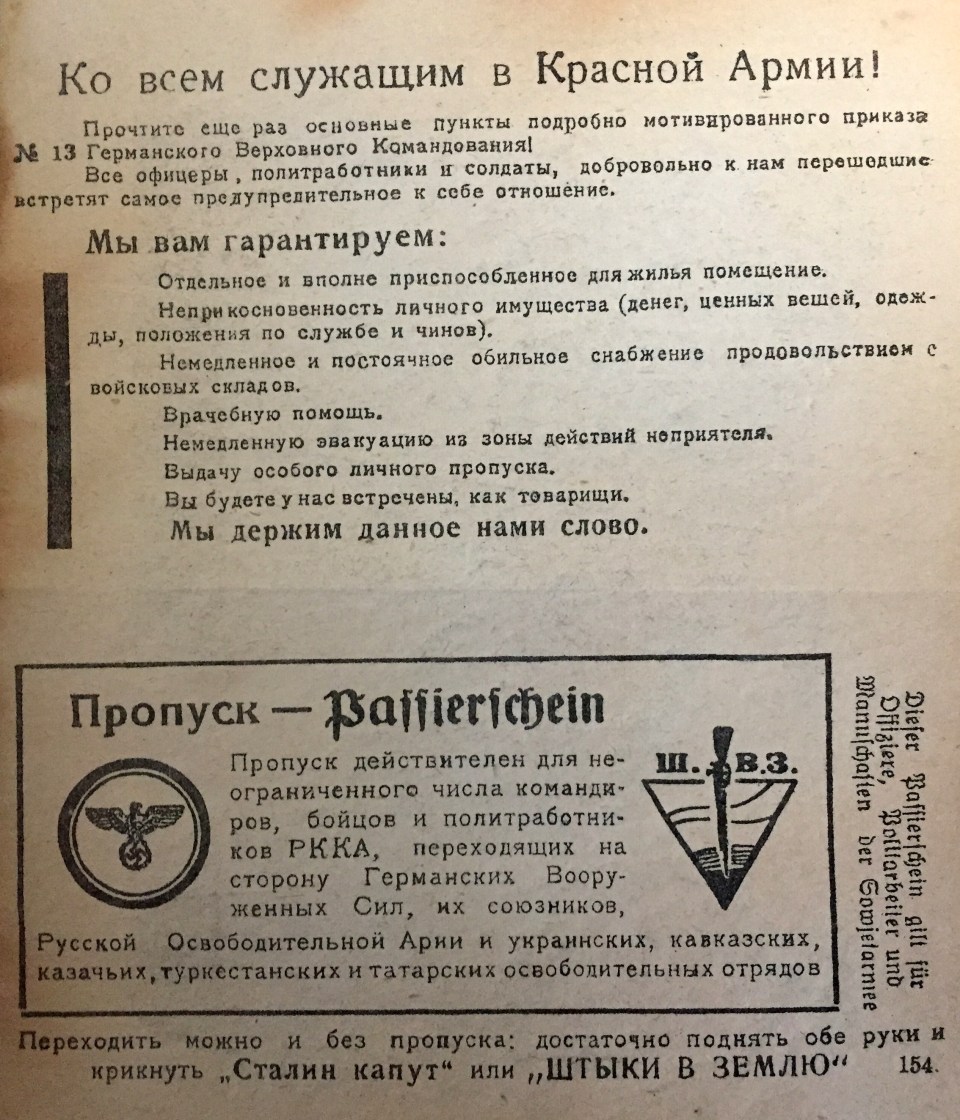 Ко всем служащим в Красной Армии!
Прочтите еще раз основные пункты подробно мотивированного приказа
№ 13 Германского Верховного Командования!
Все офицеры, политработники и солдаты, добровольно к нам перешедшие
встретят самое предупредительное к себе отношение.
Мы вам гарантируем:
Отдельное и вполне приспособленное для жилья помещение.
Неприкосновенность личного имущества (денег, ценных вещей, одеж-
ды, положения по службе и чинов).
Немедленное и постоячное обильное снабжение продовольствием с
войсковых складов.
Врачебную помощь.
Немедленную эвакуацию из зоны действий неприятеля.
Выдачу особого личного пропуска.
Вы будете у нас встречены, как товарищи.
Мы держим данное нами слово.
Пропуск — Passierschein
Пропуск действителен для не-
ограниченного числа команди-
ров, бойцов и политработни-
ков РККА, переходящих на
сторону Германских Воору-
женных Сил, их союзников,
Русской Освободительной Арии и украинских, кавказских,
казачьих, туркестанских и татарских освободительных отрядов
Ш. В.З.
Dieser Passierschein gilt für
Offiziere, Politarbeiter und
Mannschaften der Sowjetarmee
Переходить можно и без пропуска: достаточно поднять обе руки и
крикнуть „Сталин капут“ или „ШТЫКИ В ЗЕМЛЮ“ 154.